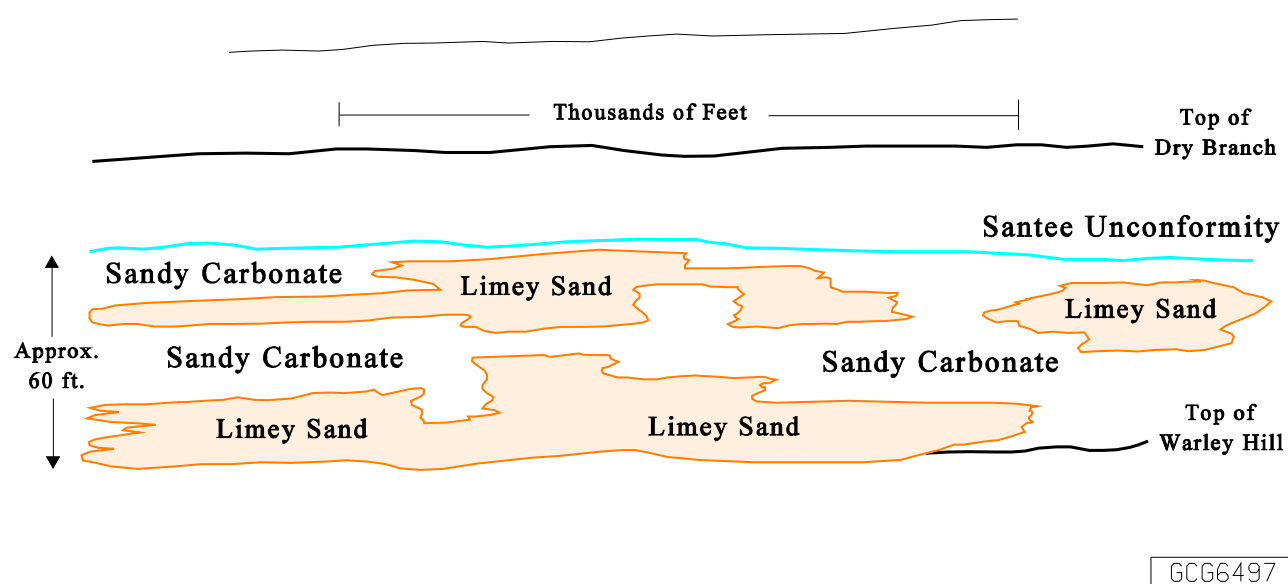 Thousands of Feet
Top of
Dry Branch
Santee Unconformity
Sandy Carbonate
Limey Sand
Limey Sand
Approx.
60 ft.
Sandy Carbonate
Sandy Carbonate
Limey Sand
Limey Sand
Top of
Warley Hill
GCG6497